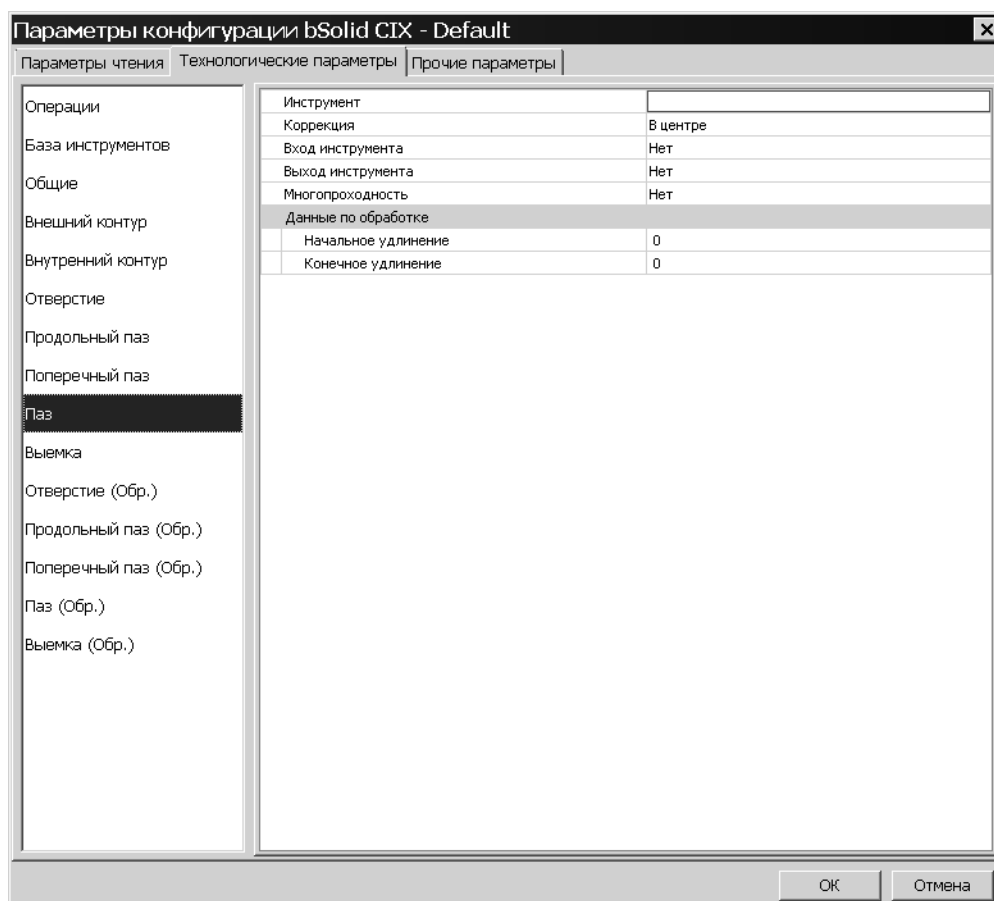 Параметры конфигурации bSolid CIX - Default
Параметры чтения Технологические параметры Прочие параметры
Операции
База инструментов
Общие
Внешний контур
Внутренний контур
Отверстие
Продольный паз
Поперечный паз
Паз
Выемка
Отверстие (Обр.)
Продольный паз (Обр.)
Поперечный паз (Обр.)
Паз (Обр.)
Выемка (Обр.)
Инструмент
Коррекция В центре
Вход инструмента Нет
Выход инструмента Нет
Многопроходность Нет
Данные по обработке
Начальное удлинение 0
Конечное удлинение 0
ОК Отмена